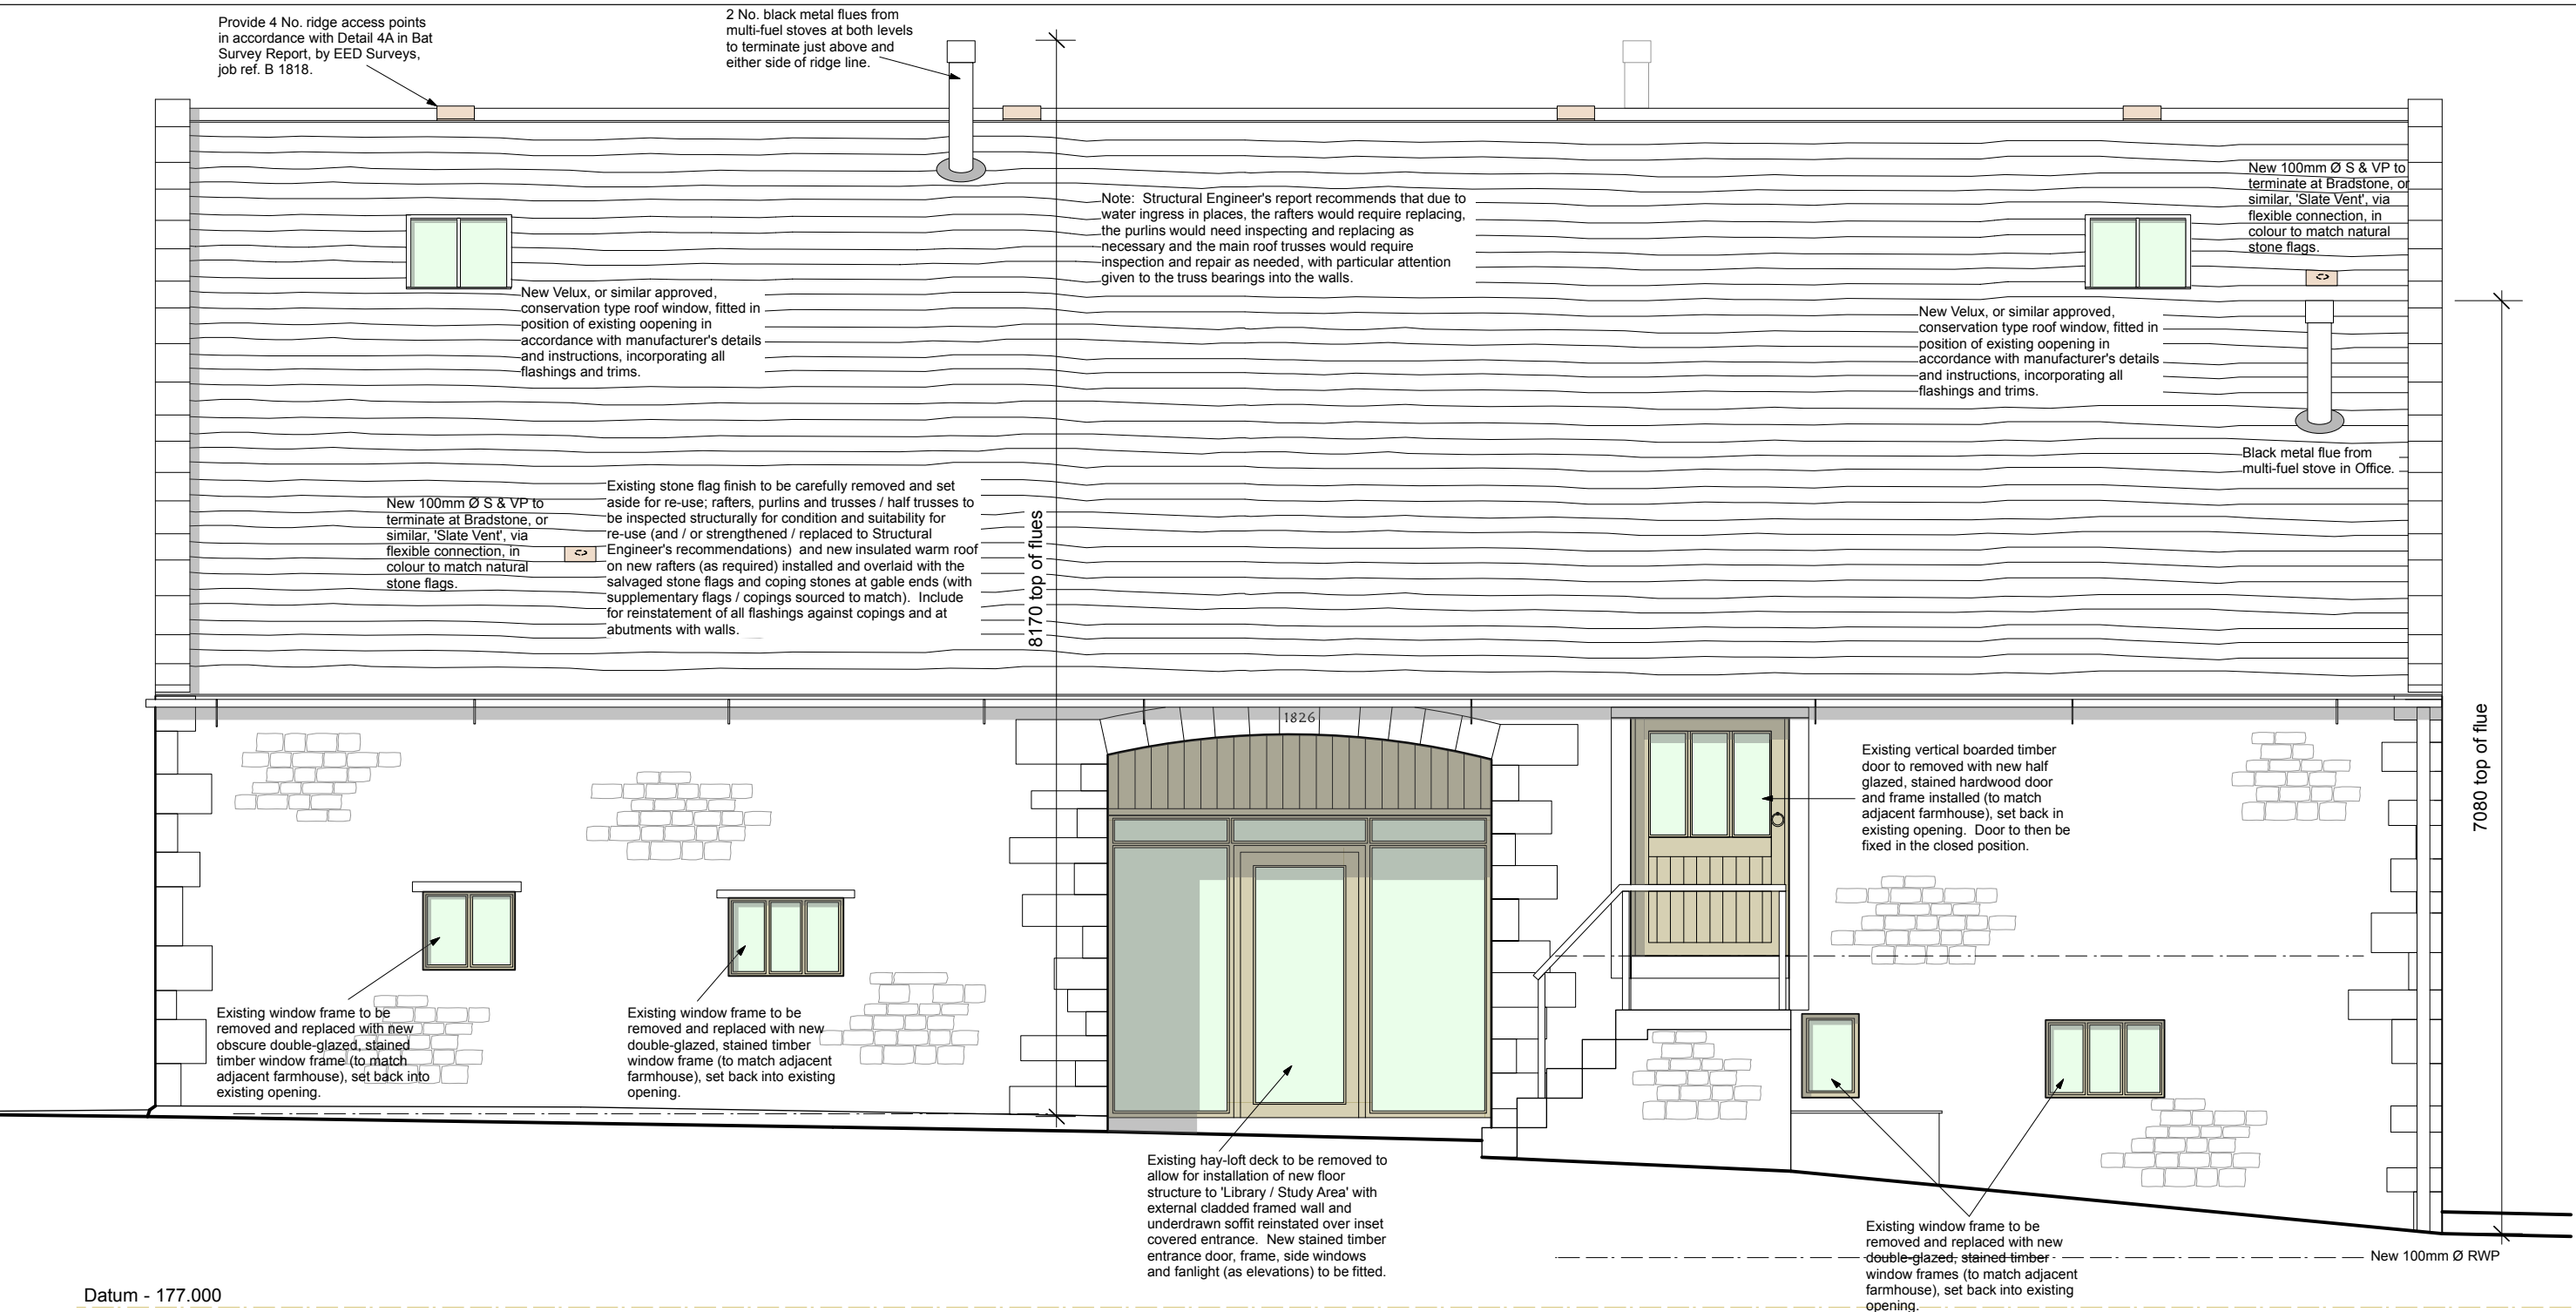 Provide 4 No. ridge access points
in accordance with Detail 4A in Bat
Survey Report, by EED Surveys,
job ref. B 1818.
2 No. black metal flues from
multi-fuel stoves at both levels
to terminate just above and
either side of ridge line.
New 100mm Ø S & VP to
terminate at Bradstone, or
similar, 'Slate Vent', via
flexible connection, in
colour to match natural
stone flags.
Note: Structural Engineer's report recommends that due to
water ingress in places, the rafters would require replacing,
the purlins would need inspecting and replacing as
necessary and the main roof trusses would require
inspection and repair as needed, with particular attention
given to the truss bearings into the walls.
New Velux, or similar approved,
conservation type roof window, fitted in
position of existing oopening in
accordance with manufacturer's details
and instructions, incorporating all
flashings and trims.
New Velux, or similar approved,
conservation type roof window, fitted in
position of existing oopening in
accordance with manufacturer's details
and instructions, incorporating all
flashings and trims.
Black metal flue from
multi-fuel stove in Office.
New 100mm Ø S & VP to
terminate at Bradstone, or
similar, 'Slate Vent', via
flexible connection, in
colour to match natural
stone flags.
Existing stone flag finish to be carefully removed and set
aside for re-use; rafters, purlins and trusses / half trusses to
be inspected structurally for condition and suitability for
re-use (and / or strengthened / replaced to Structural
Engineer's recommendations) and new insulated warm roof
on new rafters (as required) installed and overlaid with the
salvaged stone flags and coping stones at gable ends (with
supplementary flags / copings sourced to match). Include
for reinstatement of all flashings against copings and at
abutments with walls.
8170 top of flues
7080 top of flue
1826
Existing vertical boarded timber
door to removed with new half
glazed, stained hardwood door
and frame installed (to match
adjacent farmhouse), set back in
existing opening. Door to then be
fixed in the closed position.
Existing window frame to be
removed and replaced with new
obscure double-glazed, stained
timber window frame (to match
adjacent farmhouse), set back into
existing opening.
Existing window frame to be
removed and replaced with new
double-glazed, stained timber
window frame (to match adjacent
farmhouse), set back into existing
opening.
Existing hay-loft deck to be removed to
allow for installation of new floor
structure to 'Library / Study Area' with
external cladded framed wall and
underdrawn soffit reinstated over inset
covered entrance. New stained timber
entrance door, frame, side windows
and fanlight (as elevations) to be fitted.
Existing window frame to be
removed and replaced with new
double-glazed, stained timber
window frames (to match adjacent
farmhouse), set back into existing
opening.
New 100mm Ø RWP
Datum - 177.000